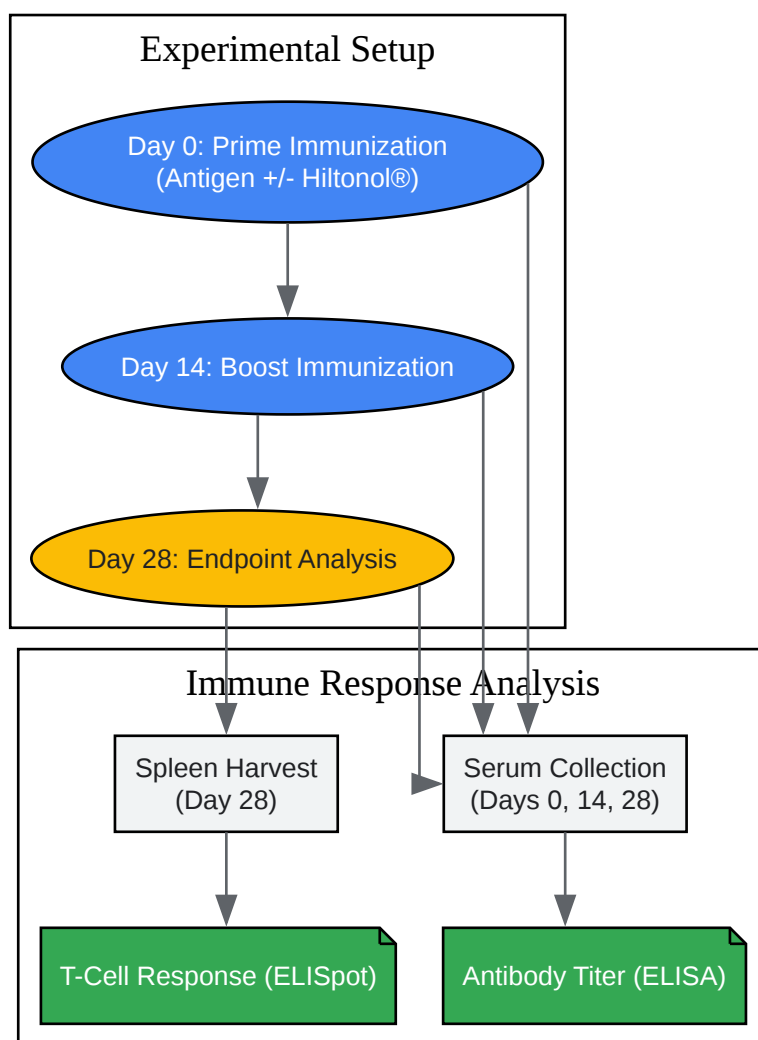 Experimental Setup
Day 0: Prime Immunization
(Antigen +/- Hiltonol®)
Day 14: Boost Immunization
Day 28: Endpoint Analysis
Immune Response Analysis
Spleen Harvest
(Day 28)
Serum Collection
(Days 0, 14, 28)
T-Cell Response (ELISpot)
Antibody Titer (ELISA)